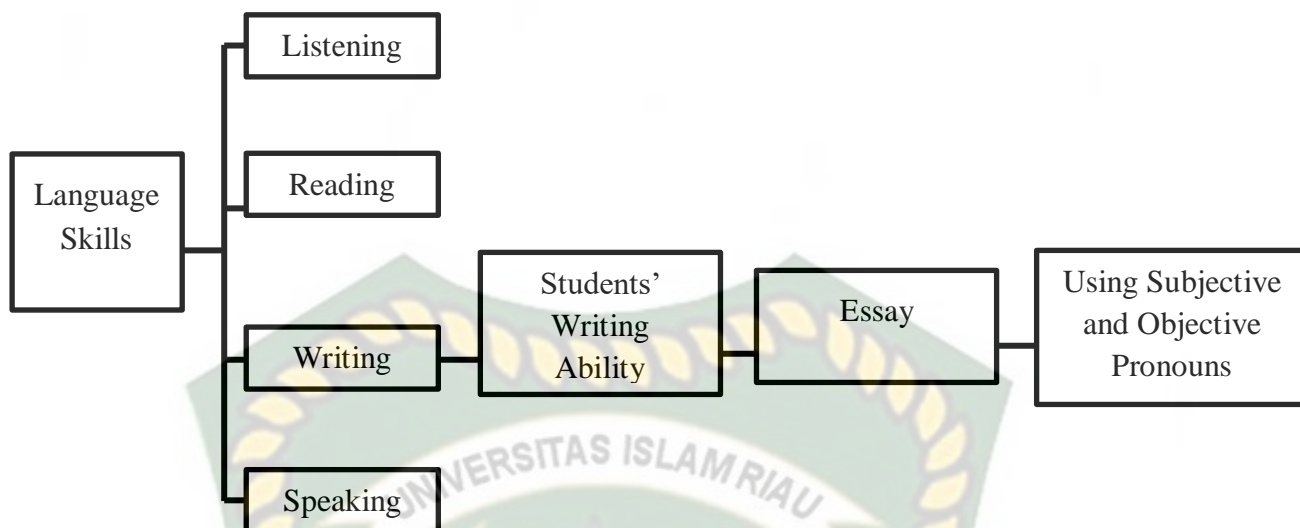 Listening
Reading
Language
Skills
Students’
Writing
Ability
Essay
Using Subjective
and Objective
Pronouns
Writing
Speaking
UNIVERSITAS ISLAM RIAU